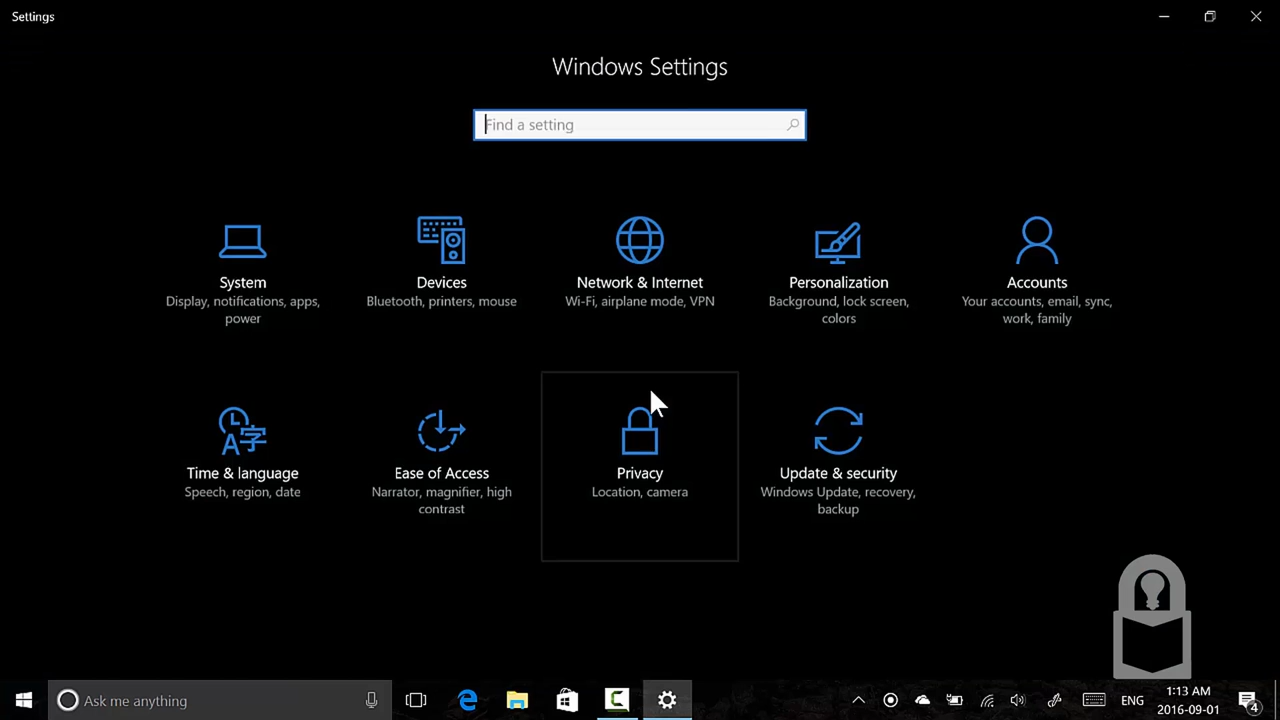 Settings
Windows Settings
Find a setting
System
Display, notifications, apps,
power
Devices
Bluetooth, printers, mouse
Network & Internet
Wi-Fi, airplane mode, VPN
Personalization
Background, lock screen,
colors
Accounts
Your accounts, email, sync,
work, family
Time & language
Speech, region, date
Ease of Access
Narrator, magnifier, high
contrast
Privacy
Location, camera
Update & security
Windows Update, recovery,
backup
Ask me anything
ENG
1:13 AM
2016-09-01
4